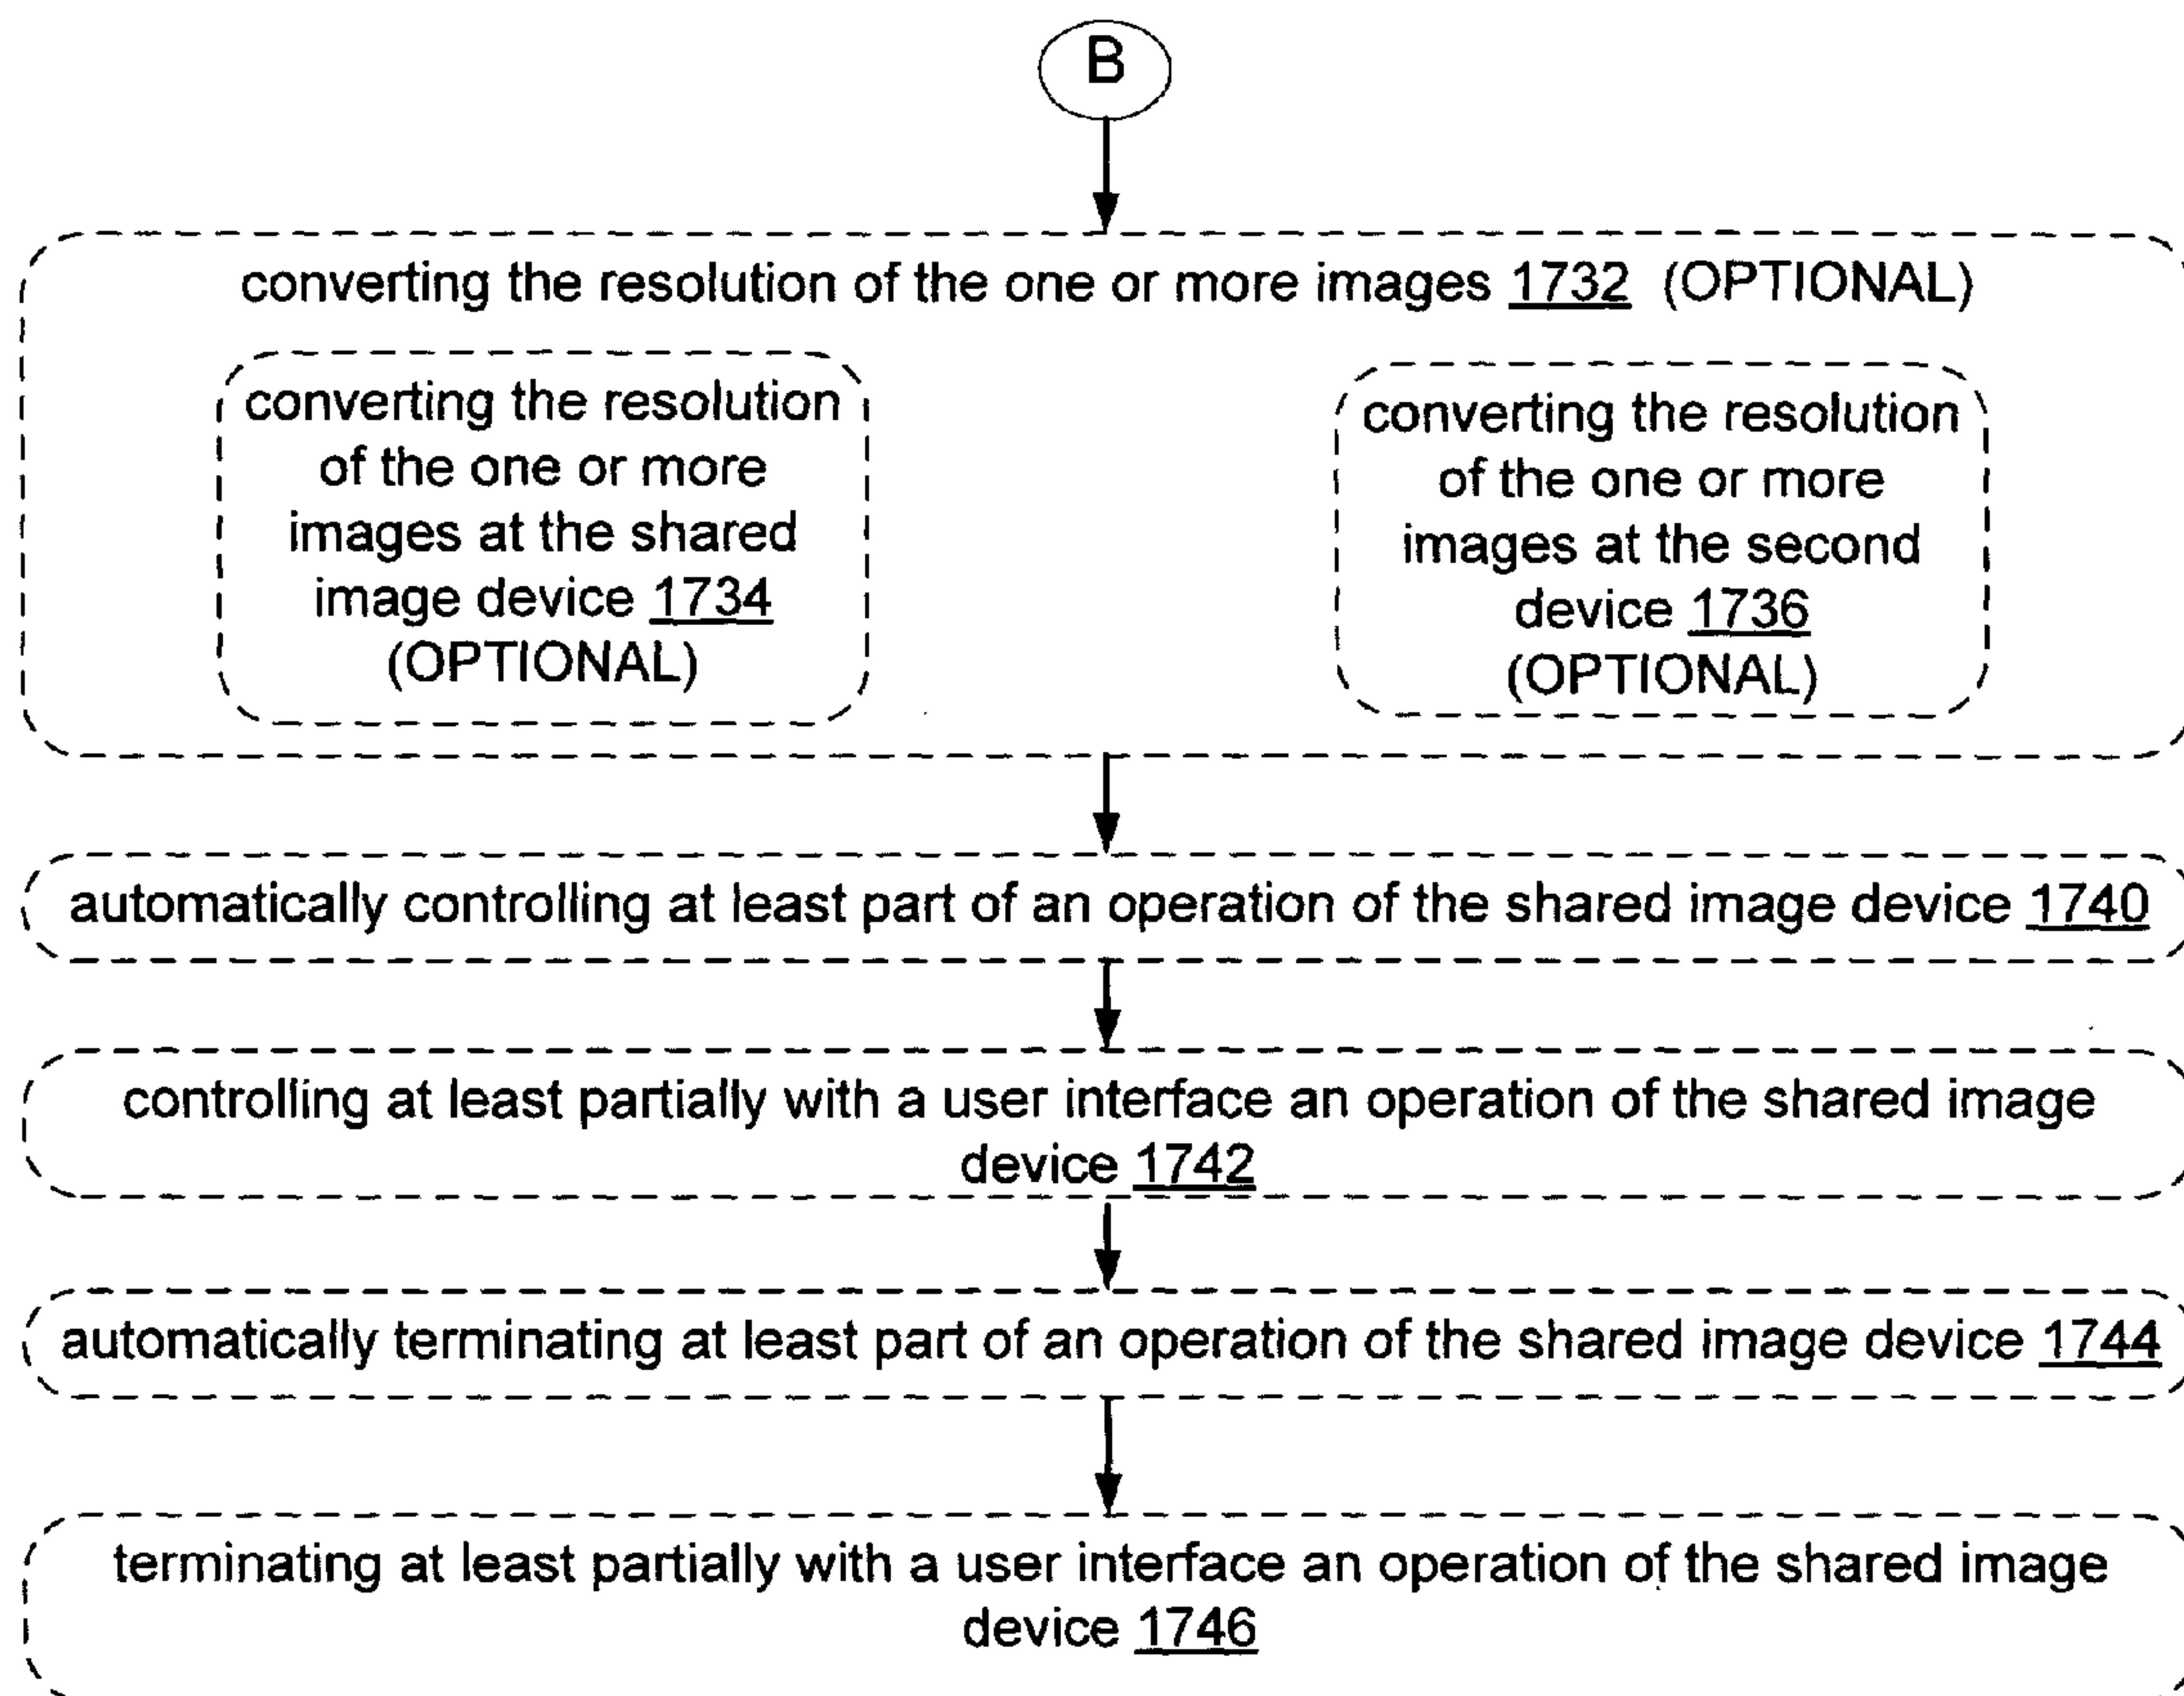 B
converting the resolution of the one or more images 1732 (OPTIONAL)
converting the resolution
of the one or more
images at the shared
image device 1734
(OPTIONAL)
converting the resolution
of the one or more
images at the second
device 1736
(OPTIONAL)
automatically controlling at least part of an operation of the shared image device 1740
controlling at least partially with a user interface an operation of the shared image
device 1742
automatically terminating at least part of an operation of the shared image device 1744
terminating at least partially with a user interface an operation of the shared image
device 1746